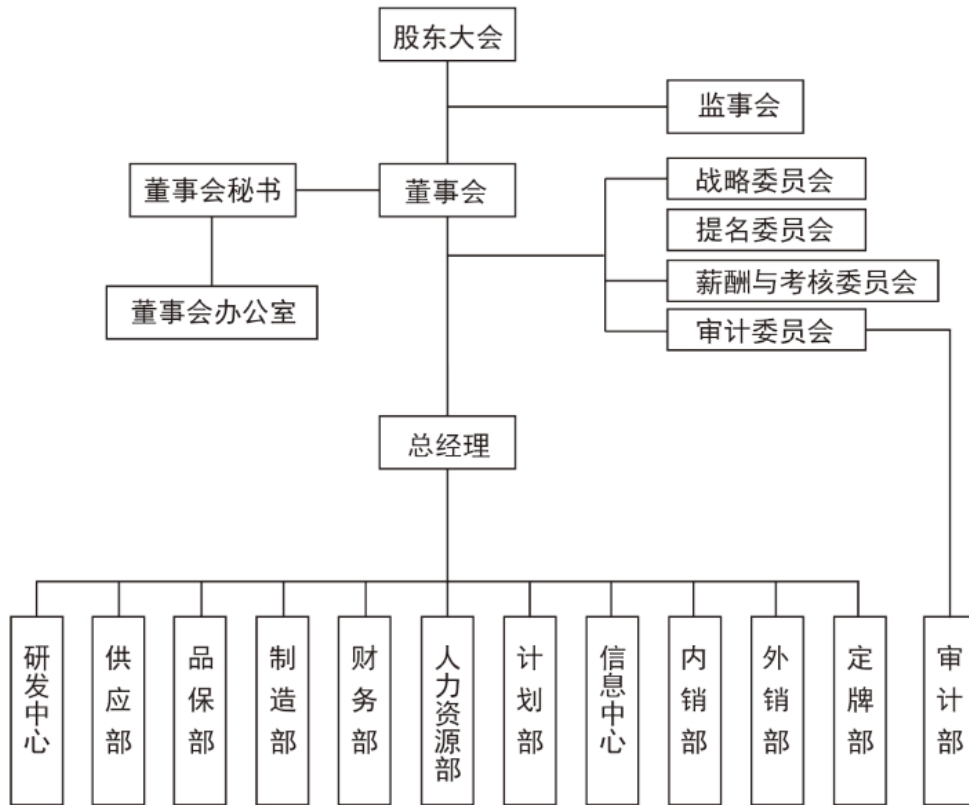 股东大会
监事会
董事会秘书
董事会
战略委员会
提名委员会
薪酬与考核委员会
董事会办公室
审计委员会
总经理
研发中心
供应部
品保部
制造部
财务部
人力资源部
计划部
信息中心
内销部
外销部
定牌部
审计部